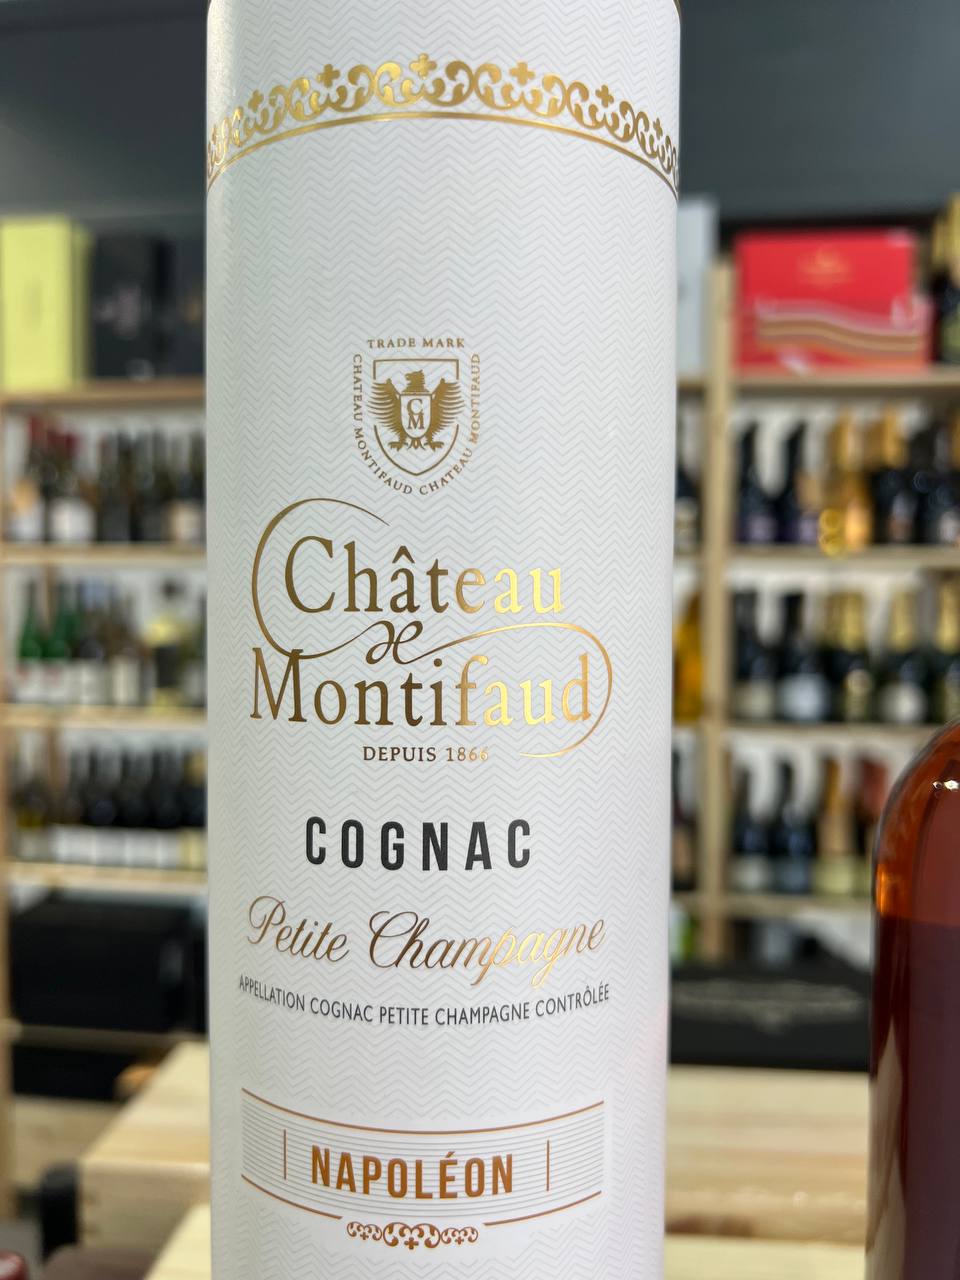 TRADE MARK
CHATEAU MONTIFAUD CHATEAU MONTIFAUD
CM
Château
de
Montifaud
DEPUIS 1866
COGNAC
Petite Champagne
APPELLATION COGNAC PETITE CHAMPAGNE CONTRÔLÉE
NAPOLÉON